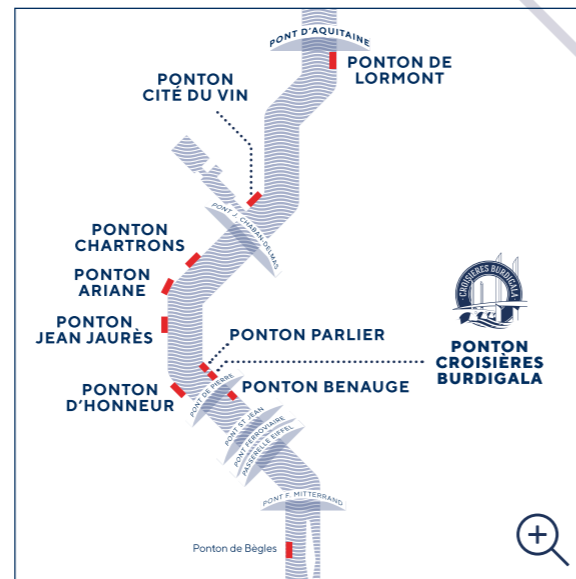 PONT D'AQUITAINE
PONTON DE
LORMONT
PONTON
CITÉ DU VIN
PONT J. CHABAN-DELMAS
PONTON
CHARTRONS
PONTON
ARIANE
PONTON
JEAN JAURÈS
CROISIERES BURDIGALA
PONTON
CROISIÈRES
BURDIGALA
PONTON PARLIER
PONTON BENAUGE
PONTON
D'HONNEUR
PONT DE PIERRE
PONT ST JEAN
PONT FERROVIAIRE
PASSERELLE EIFFEL
PONT F. MITTERRAND
Ponton de Bègles